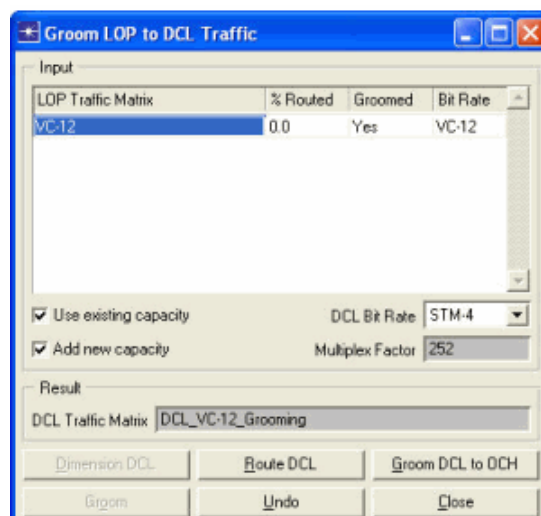 Groom LOP to DCL Traffic
Input
LOP Traffic Matrix % Routed Groomed Bit Rate
VC-12 0.0 Yes VC-12
Use existing capacity DCL Bit Rate STM-4
Add new capacity Multiplex Factor 252
Result
DCL Traffic Matrix DCL_VC-12_Grooming
Dimension DCL Route DCL Groom DCL to OCH
Groom Undo Close